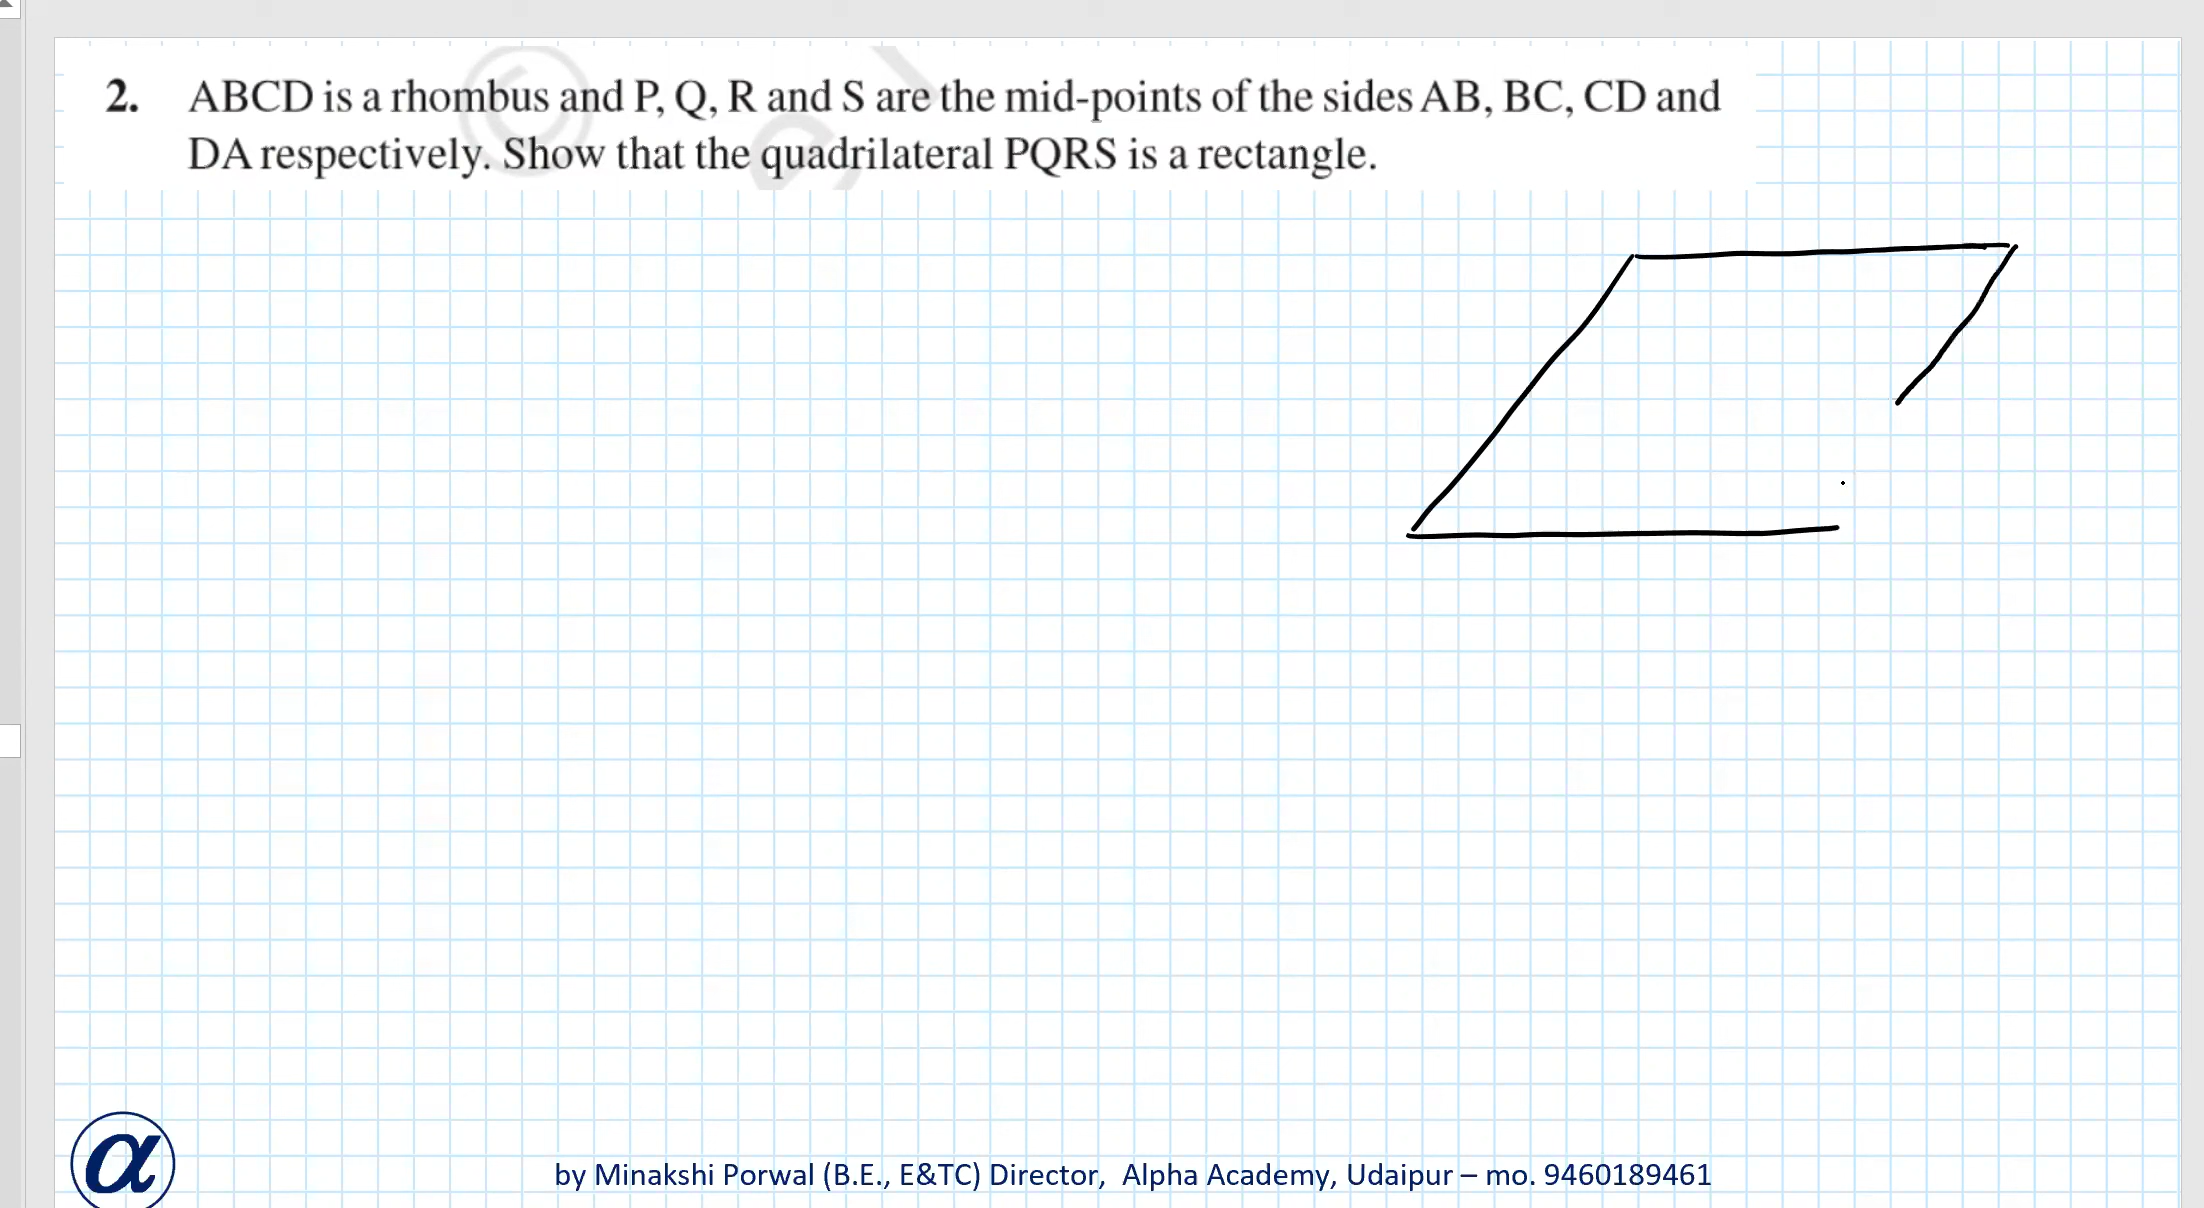 2. ABCD is a rhombus and P, Q, R and S are the mid-points of the sides AB, BC, CD and
DA respectively. Show that the quadrilateral PQRS is a rectangle.
α
by Minakshi Porwal (B.E., E&TC) Director, Alpha Academy, Udaipur – mo. 9460189461